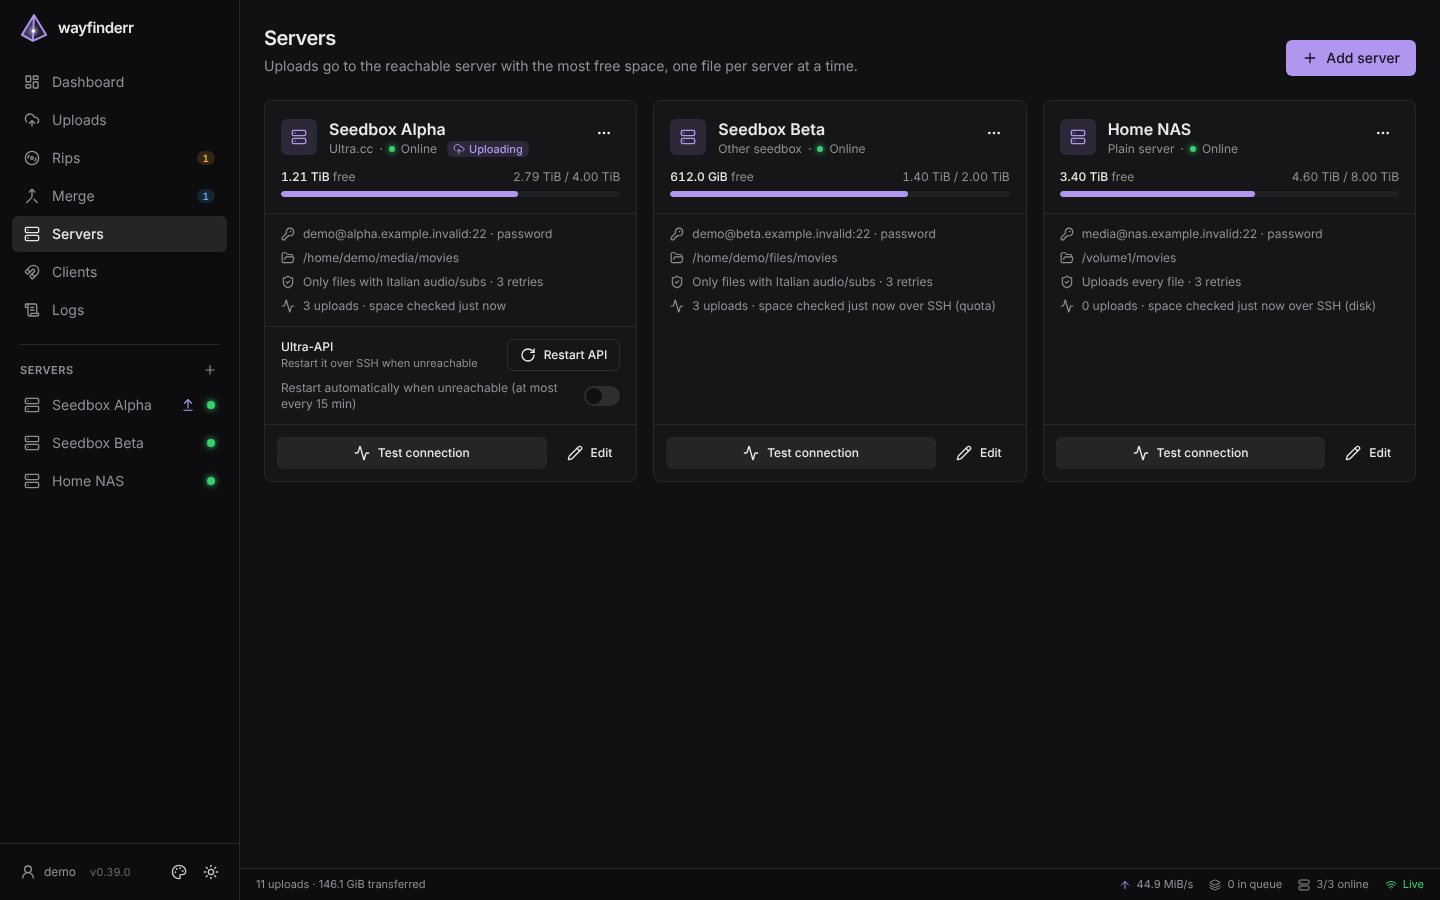 wayfinderr
Dashboard
Uploads
Rips 1
Merge 1
Servers
Clients
Logs
SERVERS
Seedbox Alpha
Seedbox Beta
Home NAS
demo v0.39.0
Servers
Uploads go to the reachable server with the most free space, one file per server at a time.
Add server
Seedbox Alpha
Ultra.cc · Online Uploading
1.21 TiB free 2.79 TiB / 4.00 TiB
demo@alpha.example.invalid:22 · password
/home/demo/media/movies
Only files with Italian audio/subs · 3 retries
3 uploads · space checked just now
Ultra-API
Restart it over SSH when unreachable
Restart API
Restart automatically when unreachable (at most
every 15 min)
Test connection Edit
Seedbox Beta
Other seedbox · Online
612.0 GiB free 1.40 TiB / 2.00 TiB
demo@beta.example.invalid:22 · password
/home/demo/files/movies
Only files with Italian audio/subs · 3 retries
3 uploads · space checked just now over SSH (quota)
Test connection Edit
Home NAS
Plain server · Online
3.40 TiB free 4.60 TiB / 8.00 TiB
media@nas.example.invalid:22 · password
/volume1/movies
Uploads every file · 3 retries
0 uploads · space checked just now over SSH (disk)
Test connection Edit
11 uploads · 146.1 GiB transferred
44.9 MiB/s 0 in queue 3/3 online Live